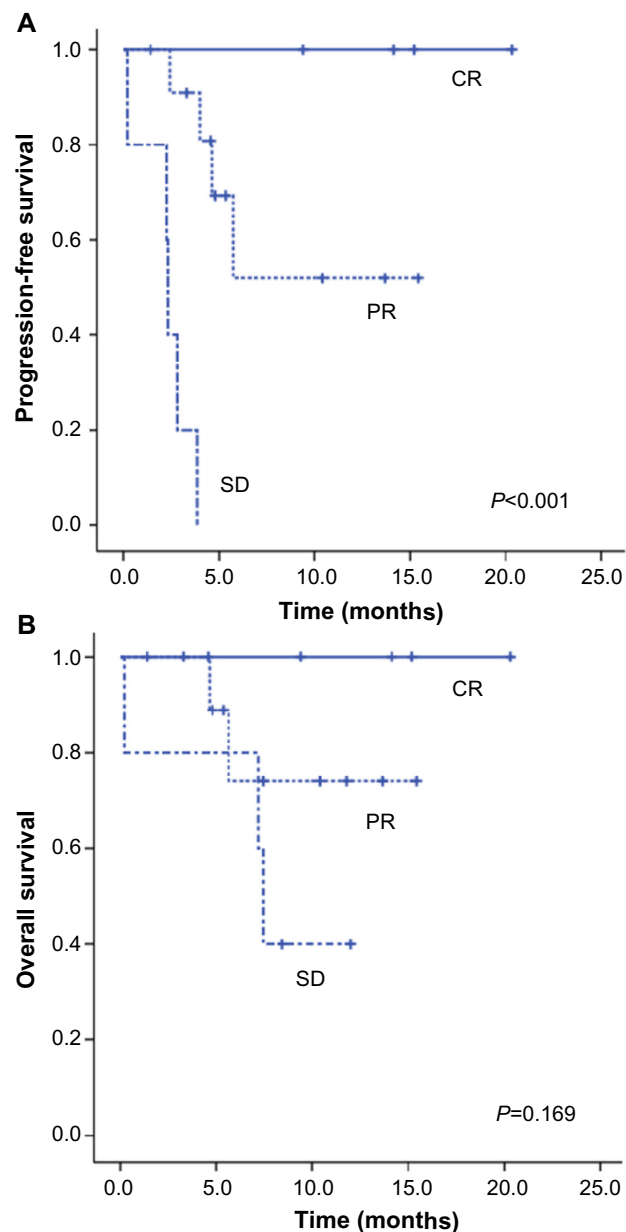 A
Progression-free survival
1.0
0.8
0.6
0.4
0.2
0.0
CR
PR
SD
P<0.001
0.0 5.0 10.0 15.0 20.0 25.0
Time (months)
B
Overall survival
1.0
0.8
0.6
0.4
0.2
0.0
CR
PR
SD
P=0.169
0.0 5.0 10.0 15.0 20.0 25.0
Time (months)